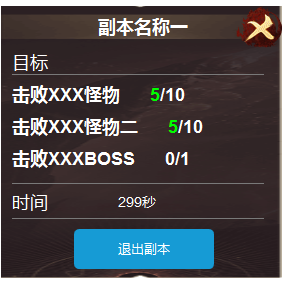 副本名称一
目标
击败XXX怪物 5/10
击败XXX怪物二 5/10
击败XXXBOSS 0/1
时间 299秒
退出副本